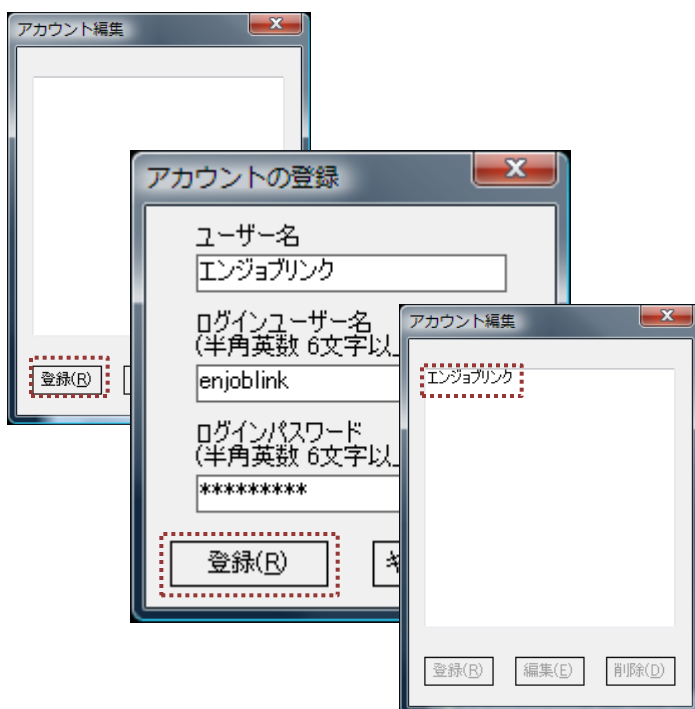 アカウント編集
登録(R)
アカウントの登録
ユーザー名
エンジョブリンク
ログインユーザー名
(半角英数 6文字以
enjoblink
ログインパスワード
(半角英数 6文字以
*********
登録(R)
アカウント編集
エンジョブリンク
登録(R) 編集(E) 削除(D)